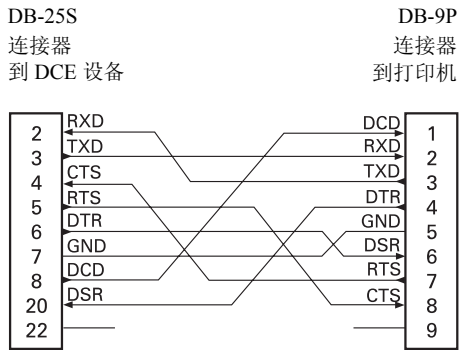 DB-25S DB-9P
连接器 连接器
到 DCE 设备 到打印机
2 RXD DCD 1
3 TXD RXD 2
4 CTS TXD 3
5 RTS DTR 4
6 DTR GND 5
7 GND DSR 6
8 DCD RTS 7
20 DSR CTS 8
22 9